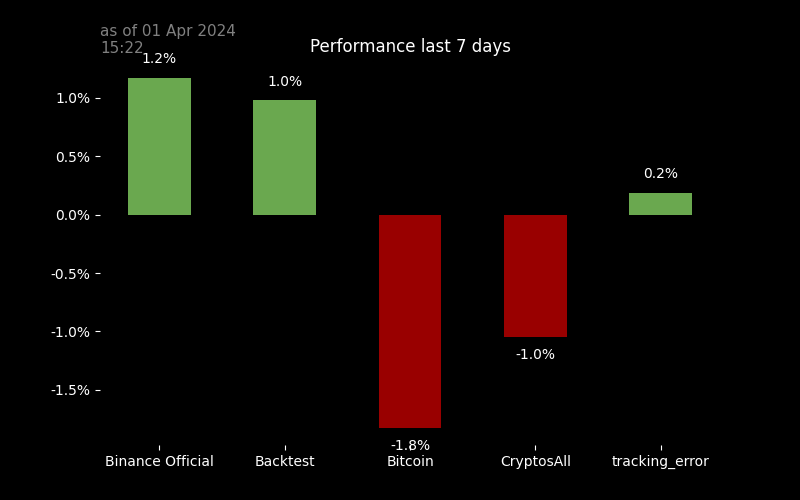 as of 01 Apr 2024
15:22
Performance last 7 days
1.2%
1.0%
0.2%
-1.8%
-1.0%
1.0%
0.5%
0.0%
-0.5%
-1.0%
-1.5%
Binance Official
Backtest
Bitcoin
CryptosAll
tracking_error